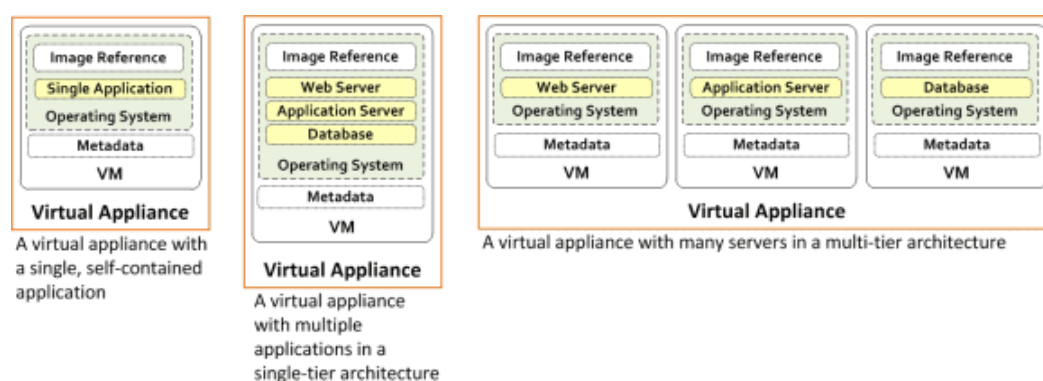 Image Reference
Single Application
Operating System
Metadata
VM
Virtual Appliance
A virtual appliance with
a single, self-contained
application
Image Reference
Web Server
Application Server
Database
Operating System
Metadata
VM
Virtual Appliance
A virtual appliance
with multiple
applications in a
single-tier architecture
Image Reference
Web Server
Operating System
Metadata
VM
Image Reference
Application Server
Operating System
Metadata
VM
Image Reference
Database
Operating System
Metadata
VM
Virtual Appliance
A virtual appliance with many servers in a multi-tier architecture